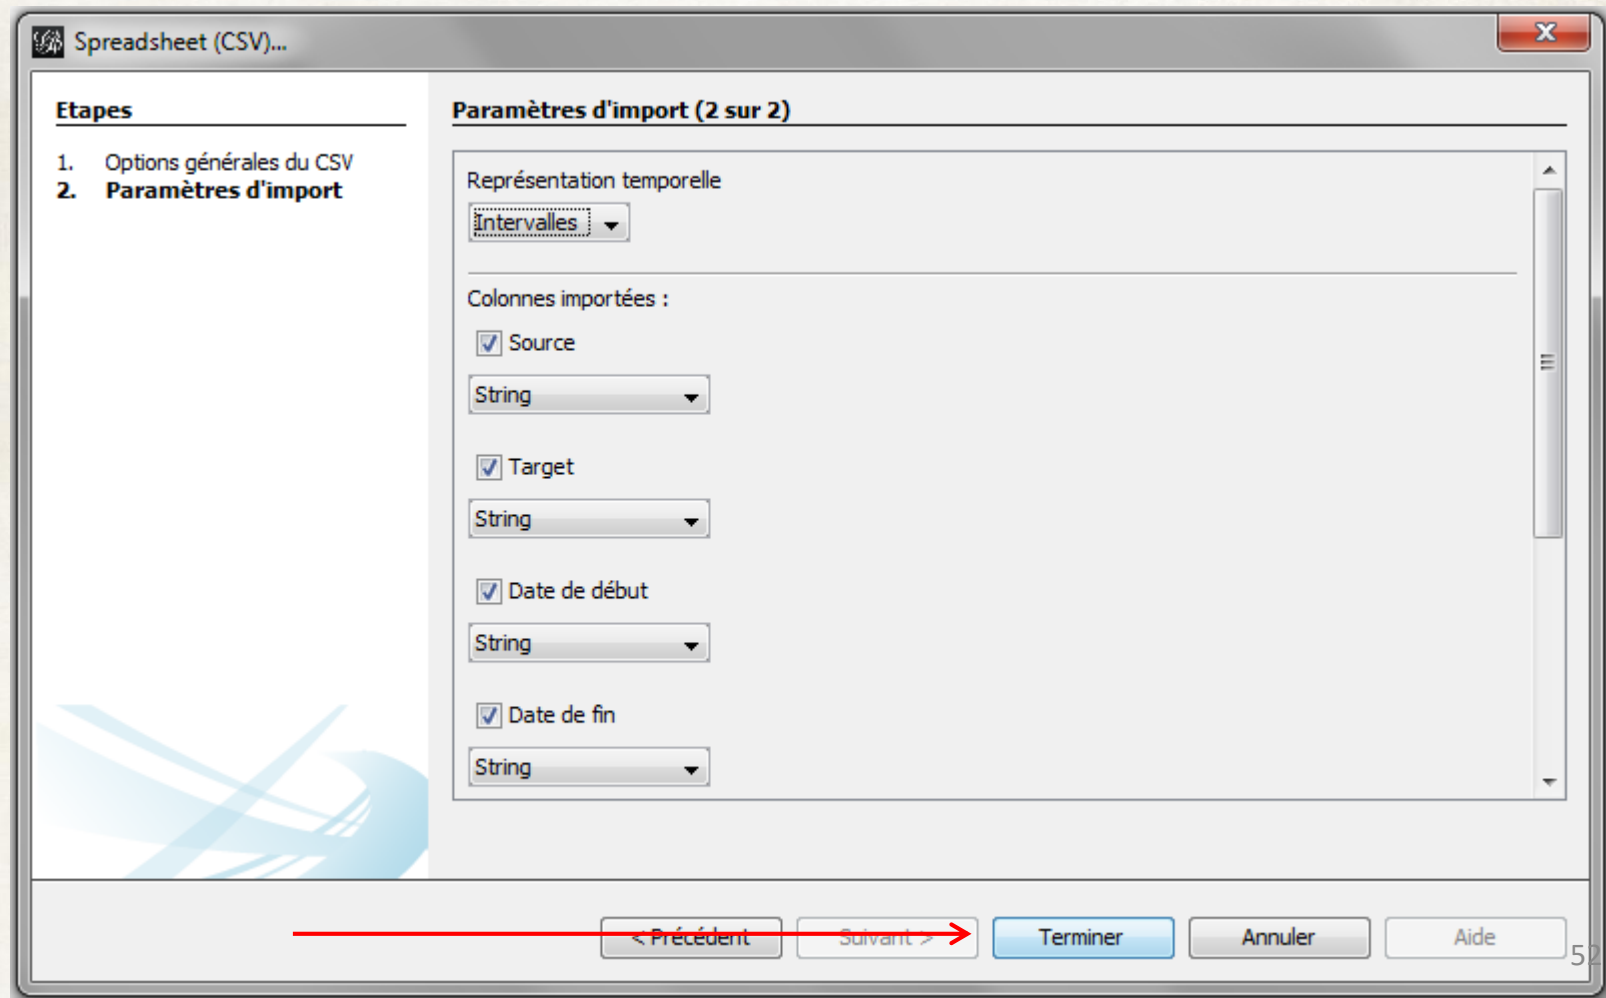 Spreadsheet (CSV)...
Etapes
1. Options générales du CSV
2. Paramètres d'import
Paramètres d'import (2 sur 2)
Représentation temporelle
Intervalles
Colonnes importées :
Source
String
Target
String
Date de début
String
Date de fin
String
< Précédent
Suivant >
Terminer
Annuler
Aide
52